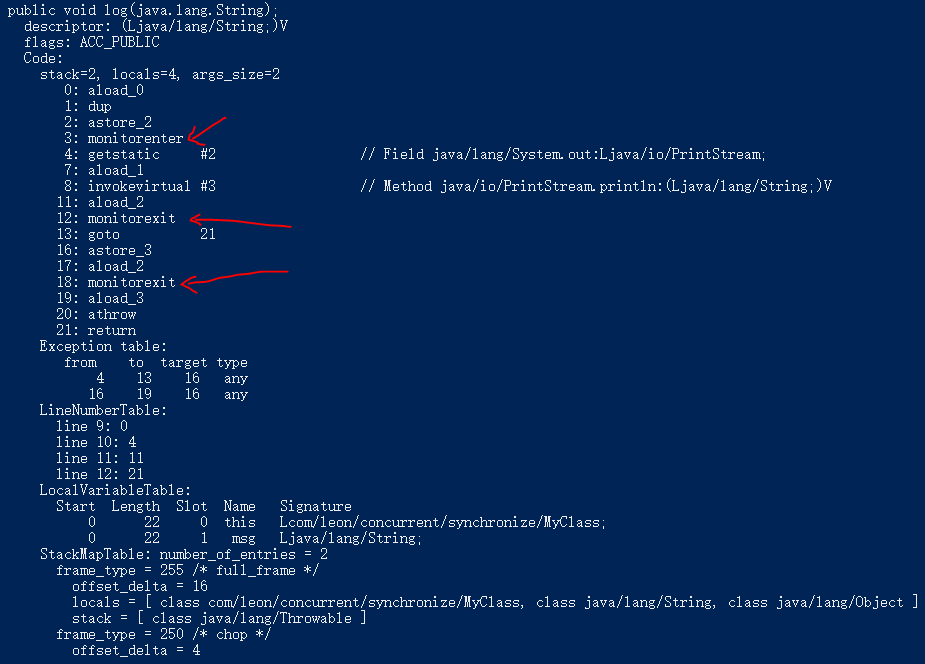 public void log(java.lang.String);
descriptor: (Ljava/lang/String;)V
flags: ACC_PUBLIC
Code:
stack=2, locals=4, args_size=2
0: aload_0
1: dup
2: astore_2
3: monitorenter
4: getstatic #2 // Field java/lang/System.out:Ljava/io/PrintStream;
7: aload_1
8: invokevirtual #3 // Method java/io/PrintStream.println:(Ljava/lang/String;)V
11: aload_2
12: monitorexit
13: goto 21
16: astore_3
17: aload_2
18: monitorexit
19: aload_3
20: athrow
21: return
Exception table:
from to target type
4 13 16 any
16 19 16 any
LineNumberTable:
line 9: 0
line 10: 4
line 11: 11
line 12: 21
LocalVariableTable:
Start Length Slot Name Signature
0 22 0 this Lcom/leon/concurrent/synchronize/MyClass;
0 22 1 msg Ljava/lang/String;
StackMapTable: number_of_entries = 2
frame_type = 255 /* full_frame */
offset_delta = 16
locals = [ class com/leon/concurrent/synchronize/MyClass, class java/lang/String, class java/lang/Object ]
stack = [ class java/lang/Throwable ]
frame_type = 250 /* chop */
offset_delta = 4